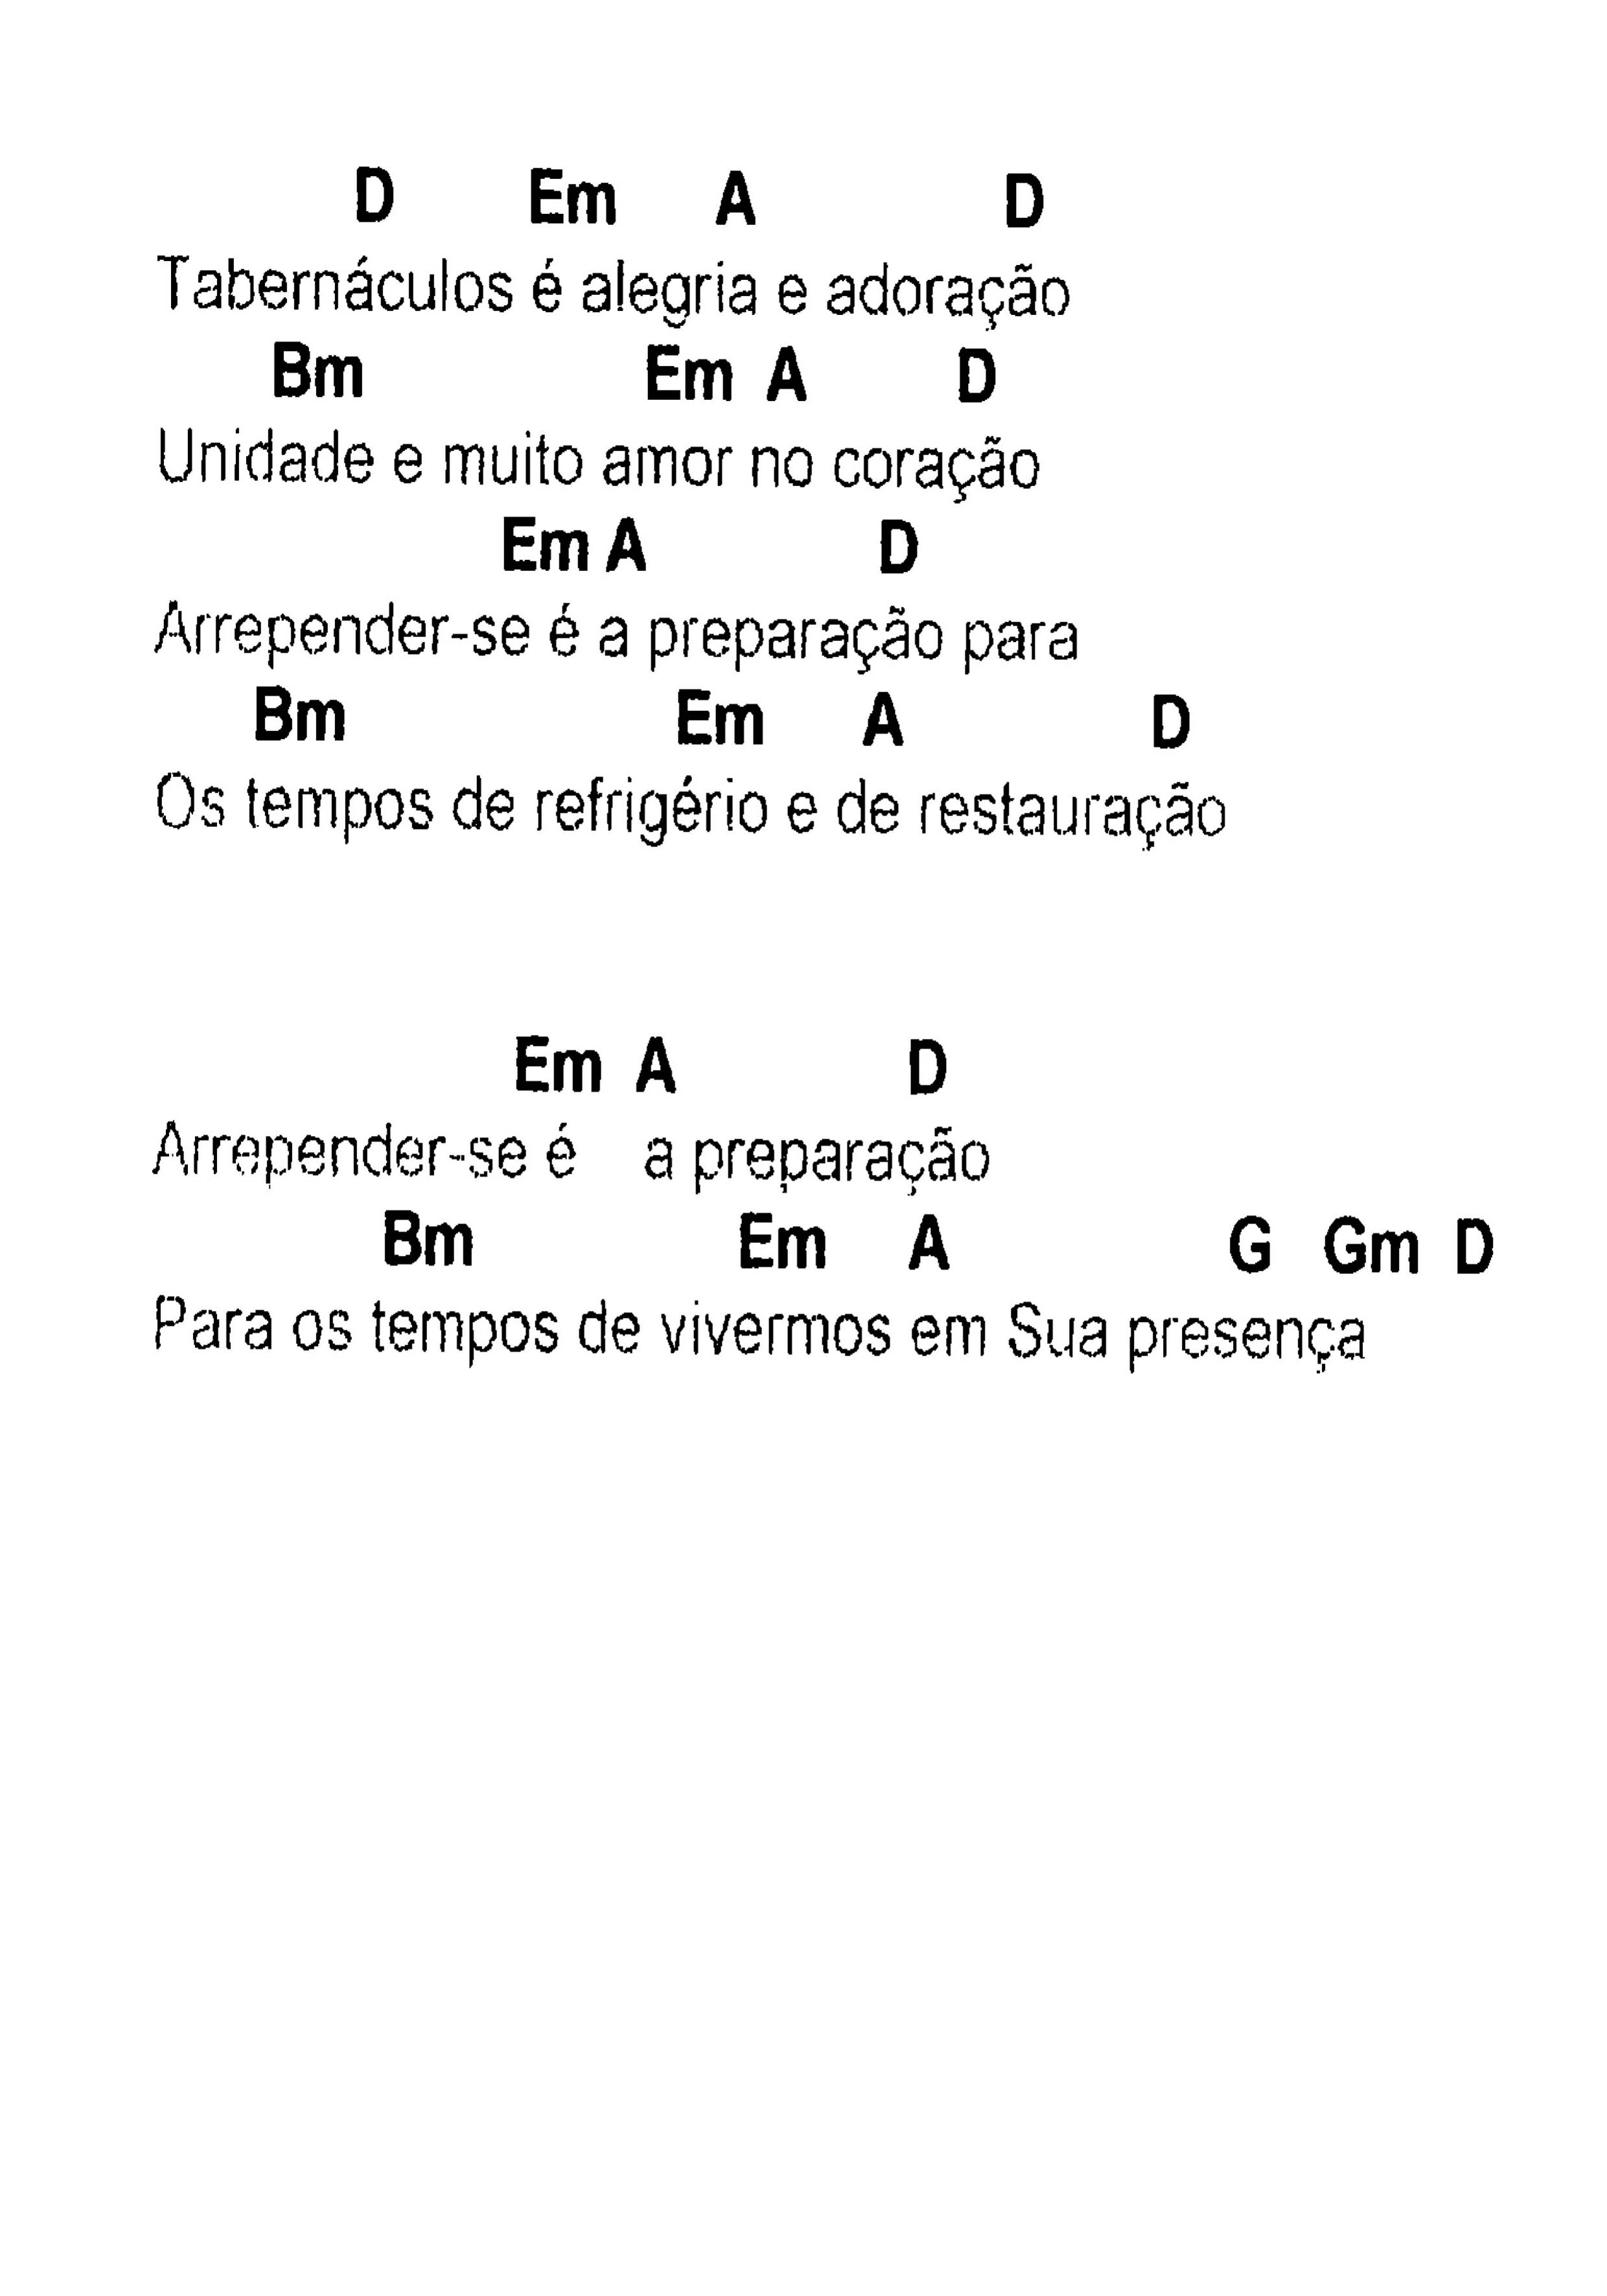 D Em A D
Tabernáculos é alegria e adoração
Bm Em A D
Unidade e muito amor no coração
Em A D
Arrepender-se é a preparação para
Bm Em A D
Os tempos de refrigério e de restauração
Em A D
Arrepender-se é a preparação
Bm Em A G Gm D
Para os tempos de vivermos em Sua presença